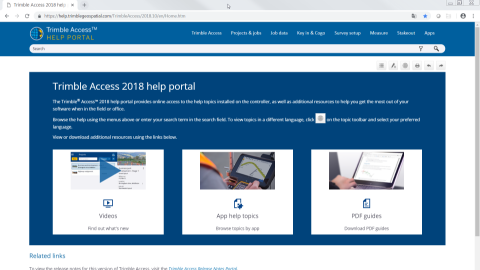 Trimble Access 2018 help
https://help.trimblegeospatial.com/TrimbleAccess/2018.10/en/Home.htm
Trimble Access™
HELP PORTAL
Trimble Access Projects & jobs Job data Key in & Cogo Survey setup Measure Stakeout Apps
Search
Trimble Access 2018 help portal
The Trimble® Access™ 2018 help portal provides online access to the help topics installed on the controller, as well as additional resources to help you get the most out of your
software when in the field or office.
Browse the help using the menus above or enter your search term in the search field. To view topics in a different language, click on the topic toolbar and select your preferred
language.
View or download additional resources using the links below.
Videos
Find out what's new
App help topics
Browse topics by app
PDF guides
Download PDF guides
Related links
To view the release notes for this version of Trimble Access, visit the Trimble Access Release Notes Portal.